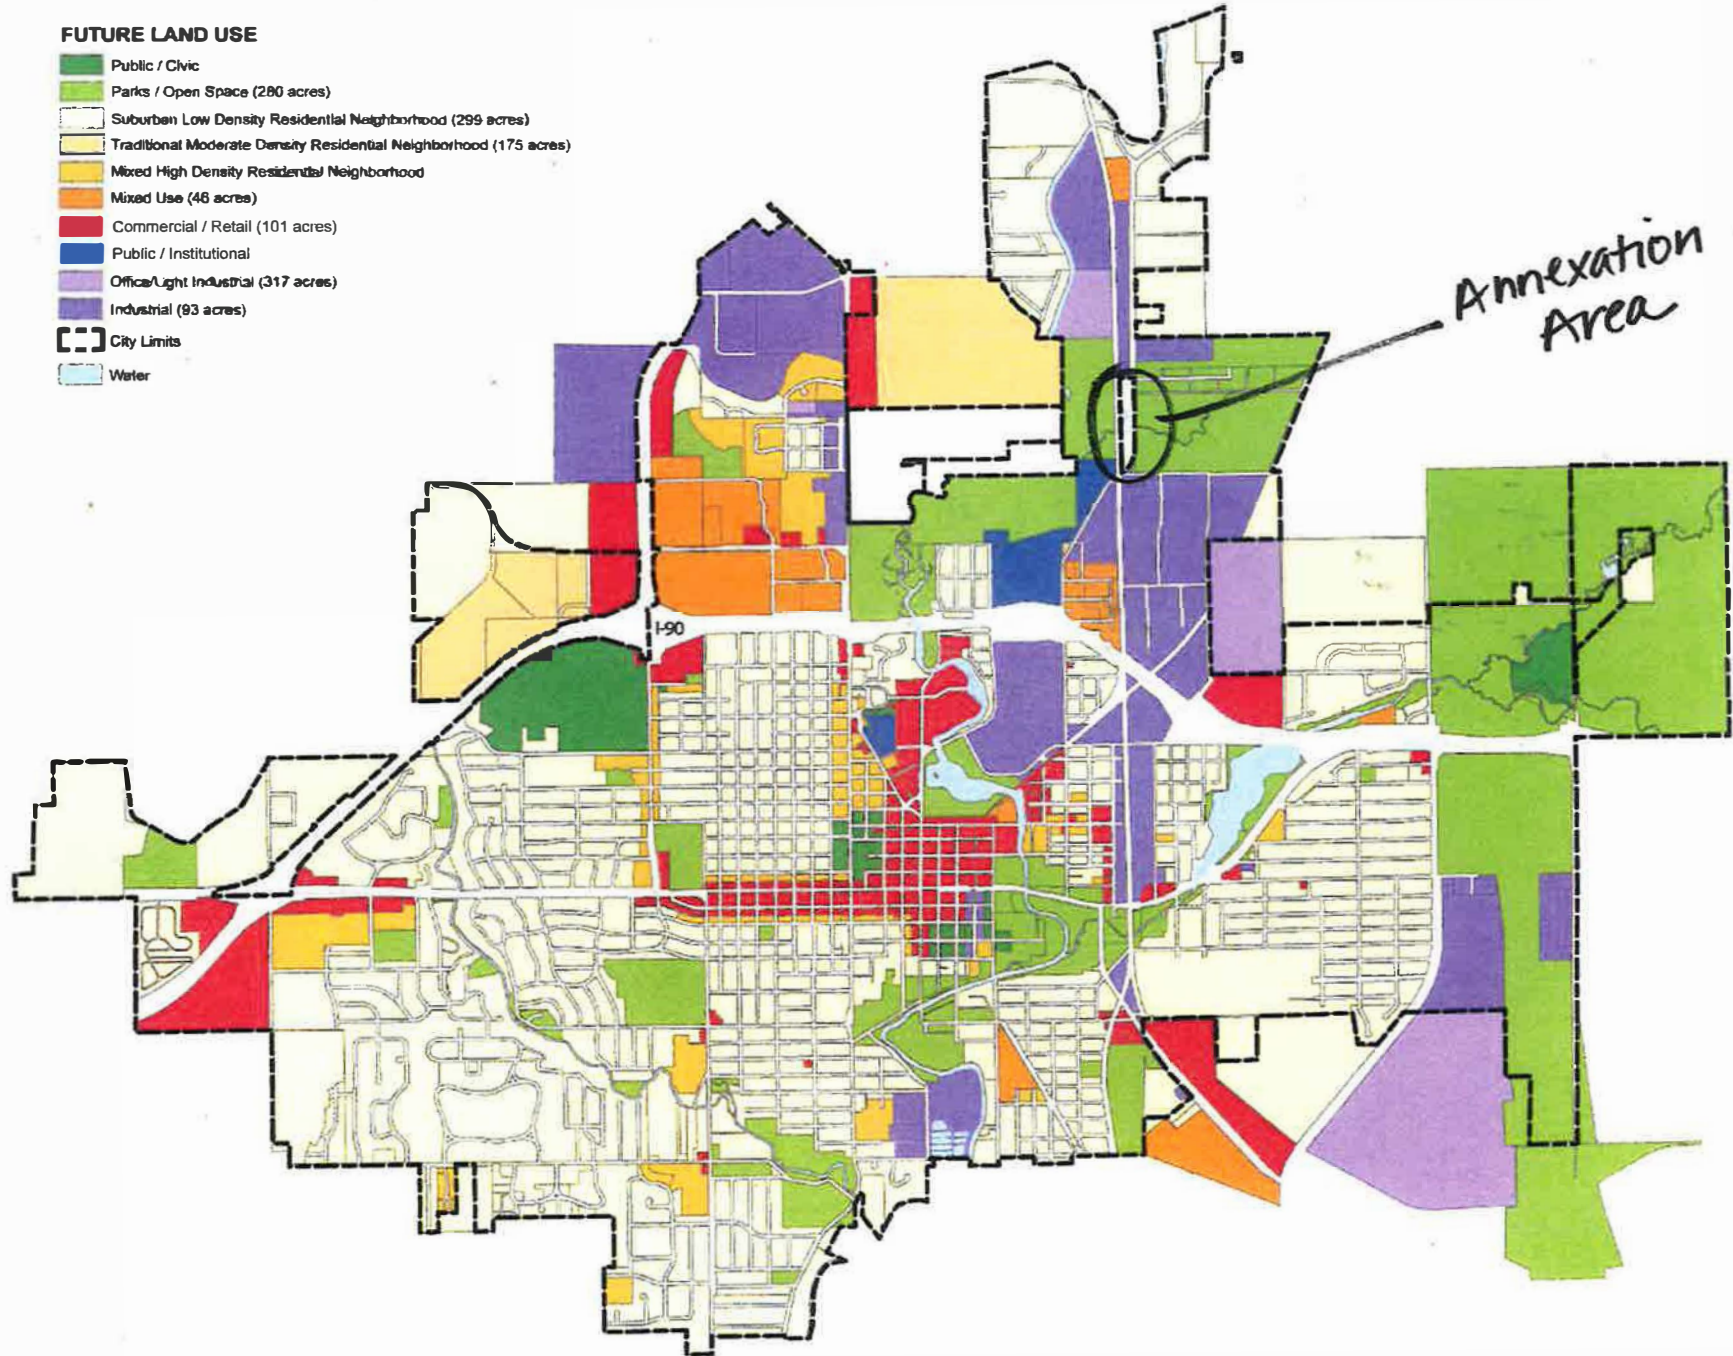 FUTURE LAND USE
Public / Civic
Parks / Open Space (280 acres)
Suburban Low Density Residential Neighborhood (299 acres)
Traditional Moderate Density Residential Neighborhood (175 acres)
Mixed High Density Residential Neighborhood
Mixed Use (46 acres)
Commercial / Retail (101 acres)
Public / Institutional
Office/Light Industrial (317 acres)
Industrial (93 acres)
City Limits
Water
Annexation
Area
I-90